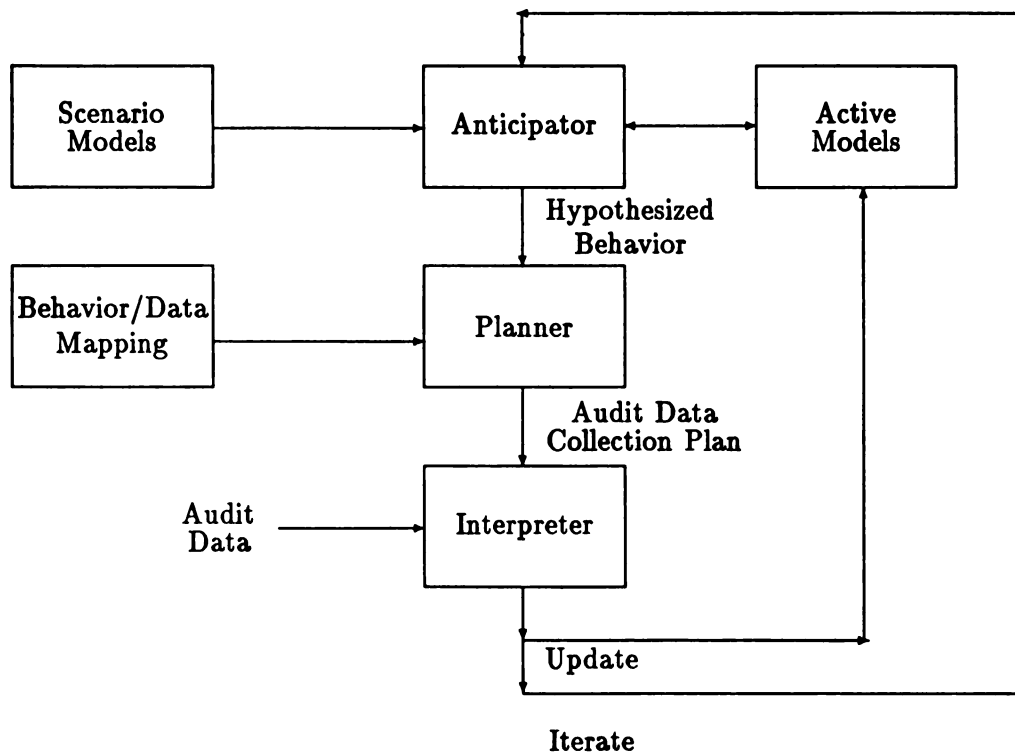 Scenario
Models
Anticipator
Active
Models
Hypothesized
Behavior
Behavior/Data
Mapping
Planner
Audit Data
Collection Plan
Audit
Data
Interpreter
Update
Iterate